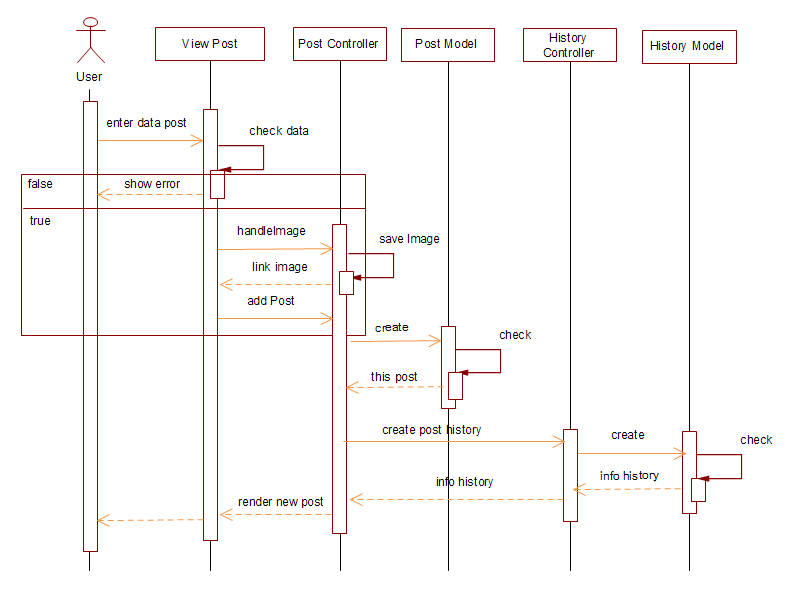 User
View Post
Post Controller
Post Model
History
Controller
History Model
enter data post
check data
false
show error
true
handleImage
save Image
link image
add Post
create
check
this post
create post history
create
check
info history
info history
render new post